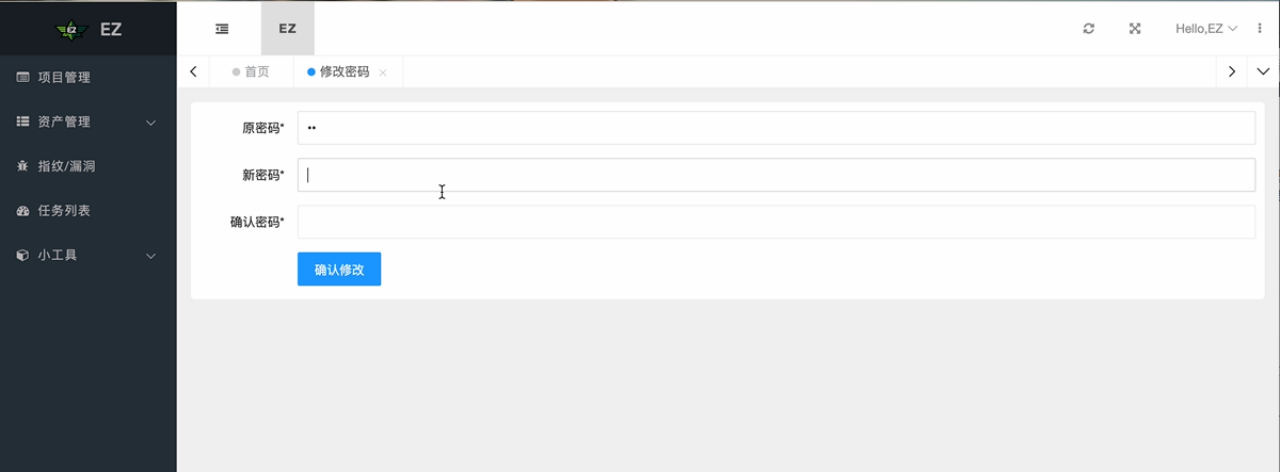 EZ EZ
EZ
Hello,EZ
项目管理
资产管理
指纹/漏洞
任务列表
小工具
首页
修改密码
原密码*
••
新密码*
确认密码*
确认修改